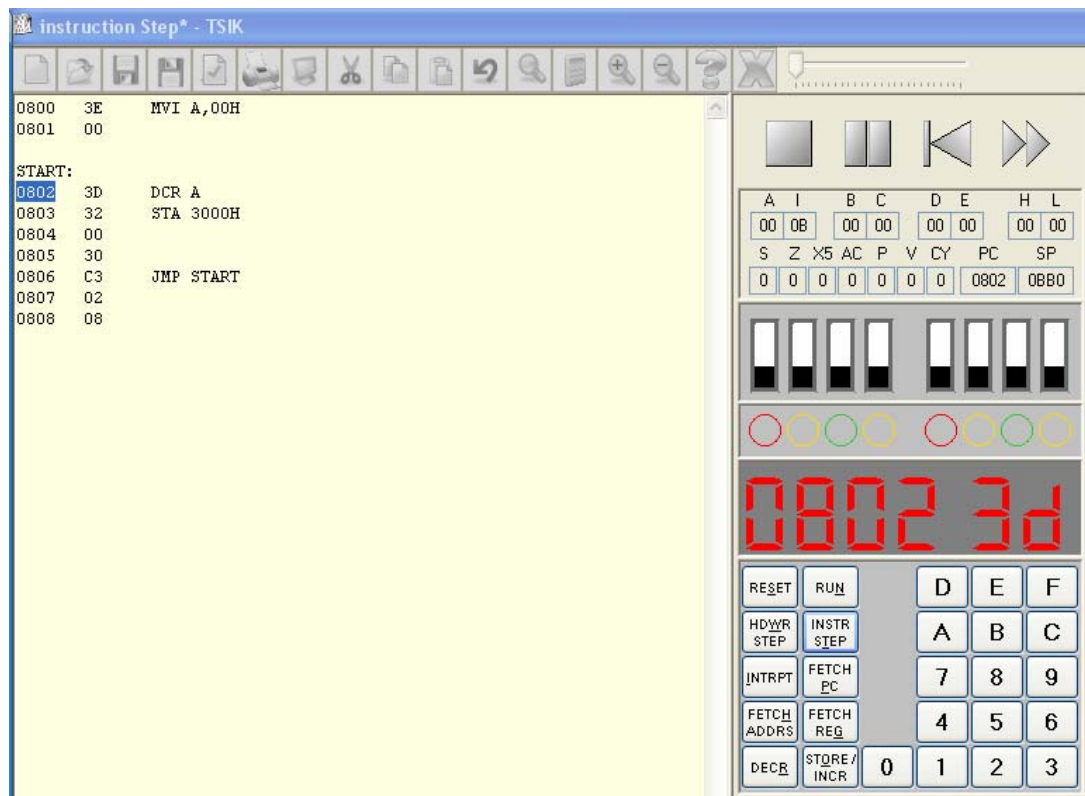 instruction Step* - TSIK
0800 3E MVI A,00H
0801 00
START:
0802 3D DCR A
0803 32 STA 3000H
0804 00
0805 30
0806 C3 JMP START
0807 02
0808 08
A I B C D E H L
00 0B 00 00 00 00 00 00
S Z X5 AC P V CY PC SP
0 0 0 0 0 0 0 0802 0BB0
0802 3d
RESET RUN D E F
HDWR STEP INSTR STEP A B C
INTRPT FETCH PC 7 8 9
FETCH ADDRS FETCH REG 4 5 6
DECR STORE/ INCR 0 1 2 3